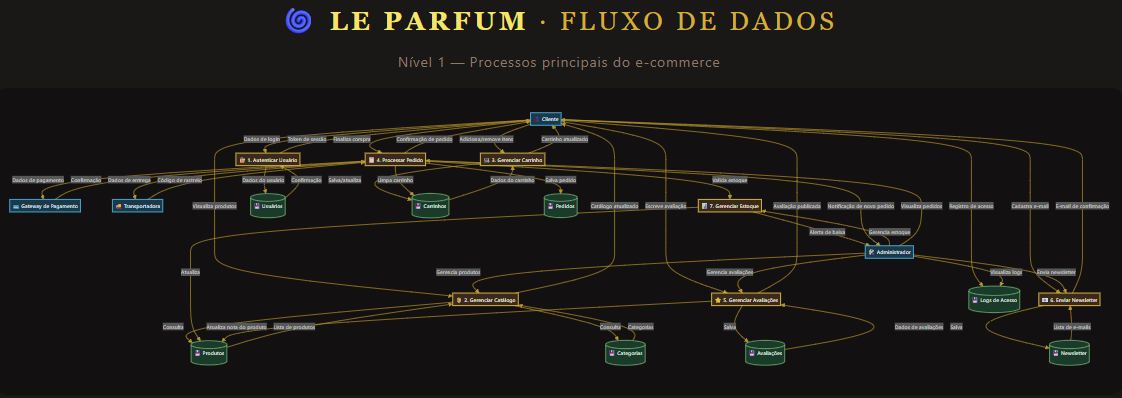 LE PARFUM · FLUXO DE DADOS
Nível 1 — Processos principais do e-commerce
Cliente
Dados de login
Token de sessão
Finaliza compra
Confirmação de pedido
Adiciona/remove itens
Carrinho atualizado
1. Autenticar Usuário
4. Processar Pedido
3. Gerenciar Carrinho
Dados de pagamento
Confirmação
Dados de entrega
Código de rastreio
Dados do usuário
Confirmação
Salva/atualiza
Limpa carrinho
Dados do carrinho
Salva pedido
Valida estoque
Gateway de Pagamento
Transportadora
Visualiza produtos
Usuários
Carrinhos
Pedidos
Catálogo atualizado
Escreve avaliação
7. Gerenciar Estoque
Avaliação publicada
Notificação de novo pedido
Visualiza pedidos
Registro de acesso
Cadastra e-mail
E-mail de confirmação
Alerta de baixa
Gerencia estoque
Administrador
Atualiza
Gerencia produtos
Gerencia avaliações
Visualiza logs
Envia newsletter
2. Gerenciar Catálogo
5. Gerenciar Avaliações
Logs de Acesso
6. Enviar Newsletter
Consulta
Atualiza nota do produto
Lista de produtos
Consulta
Categorias
Salva
Dados de avaliações
Salva
Lista de e-mails
Produtos
Categorias
Avaliações
Newsletter